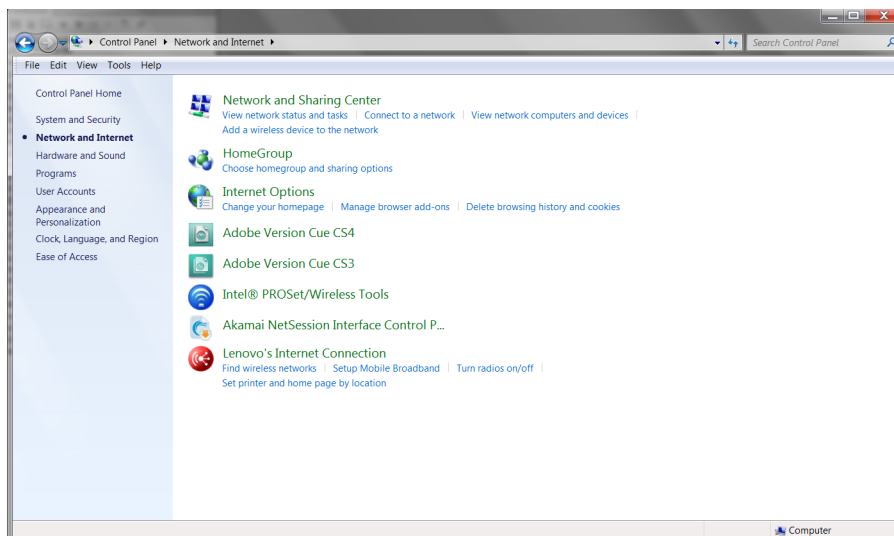 Control Panel Network and Internet
Search Control Panel
File Edit View Tools Help
Control Panel Home
System and Security
Network and Internet
Hardware and Sound
Programs
User Accounts
Appearance and
Personalization
Clock, Language, and Region
Ease of Access
Network and Sharing Center
View network status and tasks Connect to a network View network computers and devices
Add a wireless device to the network
HomeGroup
Choose homegroup and sharing options
Internet Options
Change your homepage Manage browser add-ons Delete browsing history and cookies
Adobe Version Cue CS4
Adobe Version Cue CS3
Intel® PROSet/Wireless Tools
Akamai NetSession Interface Control P...
Lenovo's Internet Connection
Find wireless networks Setup Mobile Broadband Turn radios on/off
Set printer and home page by location
Computer